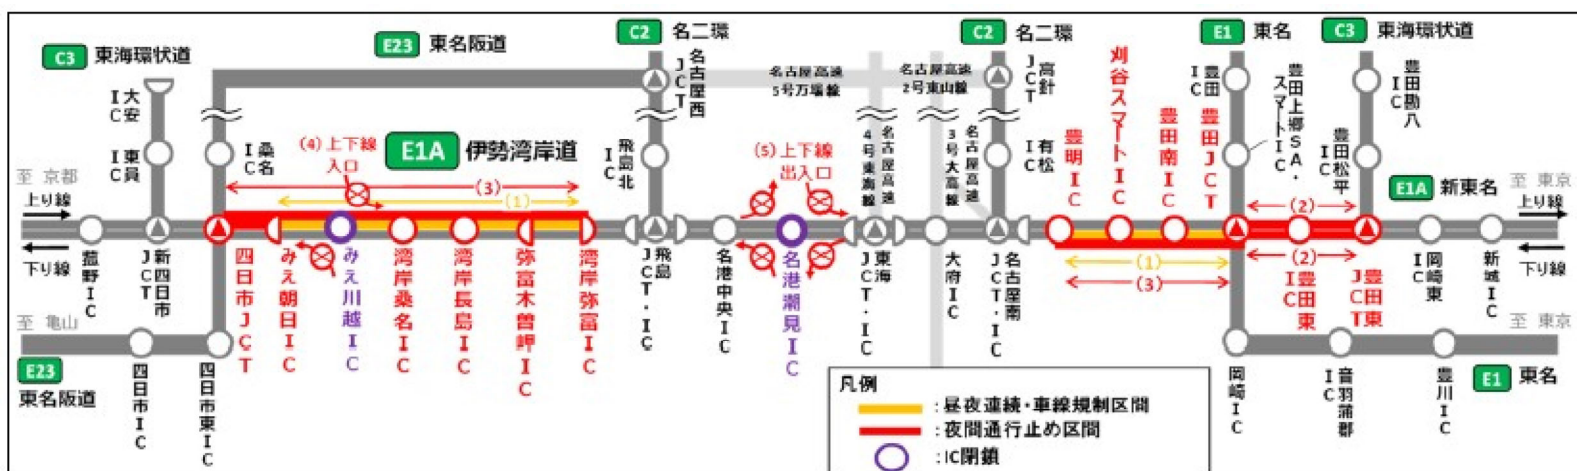 C3 東海環状道
E23 東名阪道
C2 名二環
C2 名二環
E1 東名
C3 東海環状道
大安IC
東員IC
桑名IC
名古屋西JCT
飛島北IC
名古屋高速5号万場線
名古屋高速2号東山線
4号東海線
名古屋高速
3号大高線
名古屋高速
高針JCT
有松IC
豊明IC
刈谷スマートIC
豊田南IC
豊田JCT
豊田IC
豊田上郷SA・スマートIC
豊田松平IC
豊田勘八IC
E1A 伊勢湾岸道
E1A 新東名
(4)上下線入口
(5)上下線出入口
(3)
(1)
(2)
(2)
(1)
(3)
至 京都
上り線
下り線
至 東京
上り線
下り線
菰野IC
新四日市JCT
四日市JCT
みえ朝日IC
みえ川越IC
湾岸桑名IC
湾岸長島IC
弥富木曽岬IC
湾岸弥富IC
飛島JCT・IC
名港中央IC
名港潮見IC
東海JCT・IC
大府IC
名古屋南JCT・IC
豊田東IC
豊田東JCT
岡崎東IC
新城IC
至 亀山
E23
東名阪道
四日市IC
四日市東IC
岡崎IC
音羽蒲郡IC
豊川IC
至 東京
E1 東名
凡例
:昼夜連続・車線規制区間
:夜間通行止め区間
:IC閉鎖